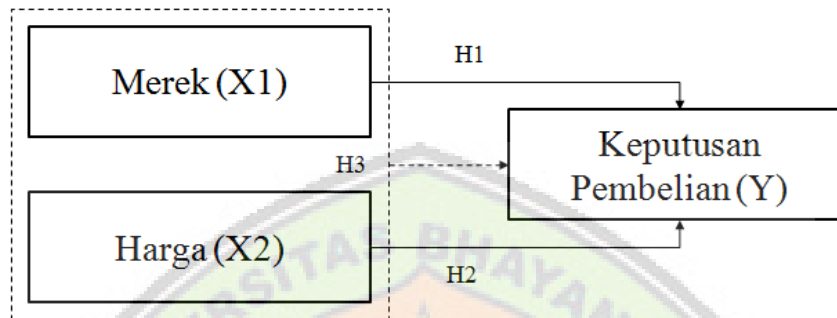 Merek (X1)
H1
Keputusan
Pembelian (Y)
H3
Harga (X2)
H2